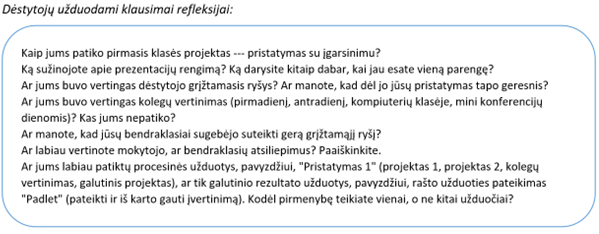 Dėstytojų užduodami klausimai refleksijai:
Kaip jums patiko pirmasis klasės projektas --- pristatymas su įgarsinimu?
Ką sužinojote apie prezentacijų rengimą? Ką darysite kitaip dabar, kai jau esate vieną parengę?
Ar jums buvo vertingas dėstytojo grįžtamasis ryšys? Ar manote, kad dėl jo jūsų pristatymas tapo geresnis?
Ar jums buvo vertingas kolegų vertinimas (pirmadienį, antradienį, kompiuterių klasėje, mini konferencijų
dienomis)? Kas jums nepatiko?
Ar manote, kad jūsų bendraklasiai sugebėjo suteikti gerą grįžtamąjį ryšį?
Ar labiau vertinote mokytojo, ar bendraklasių atsiliepimus? Paaiškinkite.
Ar jums labiau patiktų procesinės užduotys, pavyzdžiui, "Pristatymas 1" (projektas 1, projektas 2, kolegų
vertinimas, galutinis projektas), ar tik galutinio rezultato užduotys, pavyzdžiui, rašto užduoties pateikimas
"Padlet" (pateikti ir iš karto gauti įvertinimą). Kodėl pirmenybę teikiate vienai, o ne kitai užduočiai?